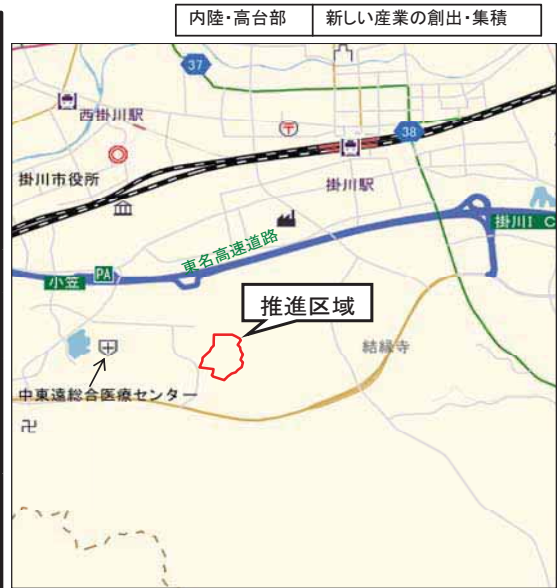 内陸・高台部 新しい産業の創出・集積
37
西掛川駅
〒
38
掛川市役所
掛川駅
東名高速道路
掛川I C
小笠 PA
推進区域
結縁寺
中東遠総合医療センター
卍